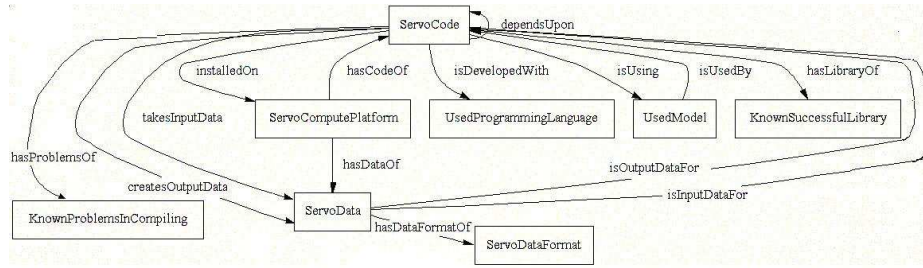 ServoCode
dependsUpon
installedOn
hasCodeOf
isDevelopedWith
isUsing
isUsedBy
hasLibraryOf
takesInputData
ServoComputePlatform
UsedProgrammingLanguage
UsedModel
KnownSuccessfulLibrary
hasProblemsOf
hasDataOf
isOutputDataFor
createsOutputData
isInputDataFor
KnownProblemsInCompiling
ServoData
hasDataFormatOf
ServoDataFormat